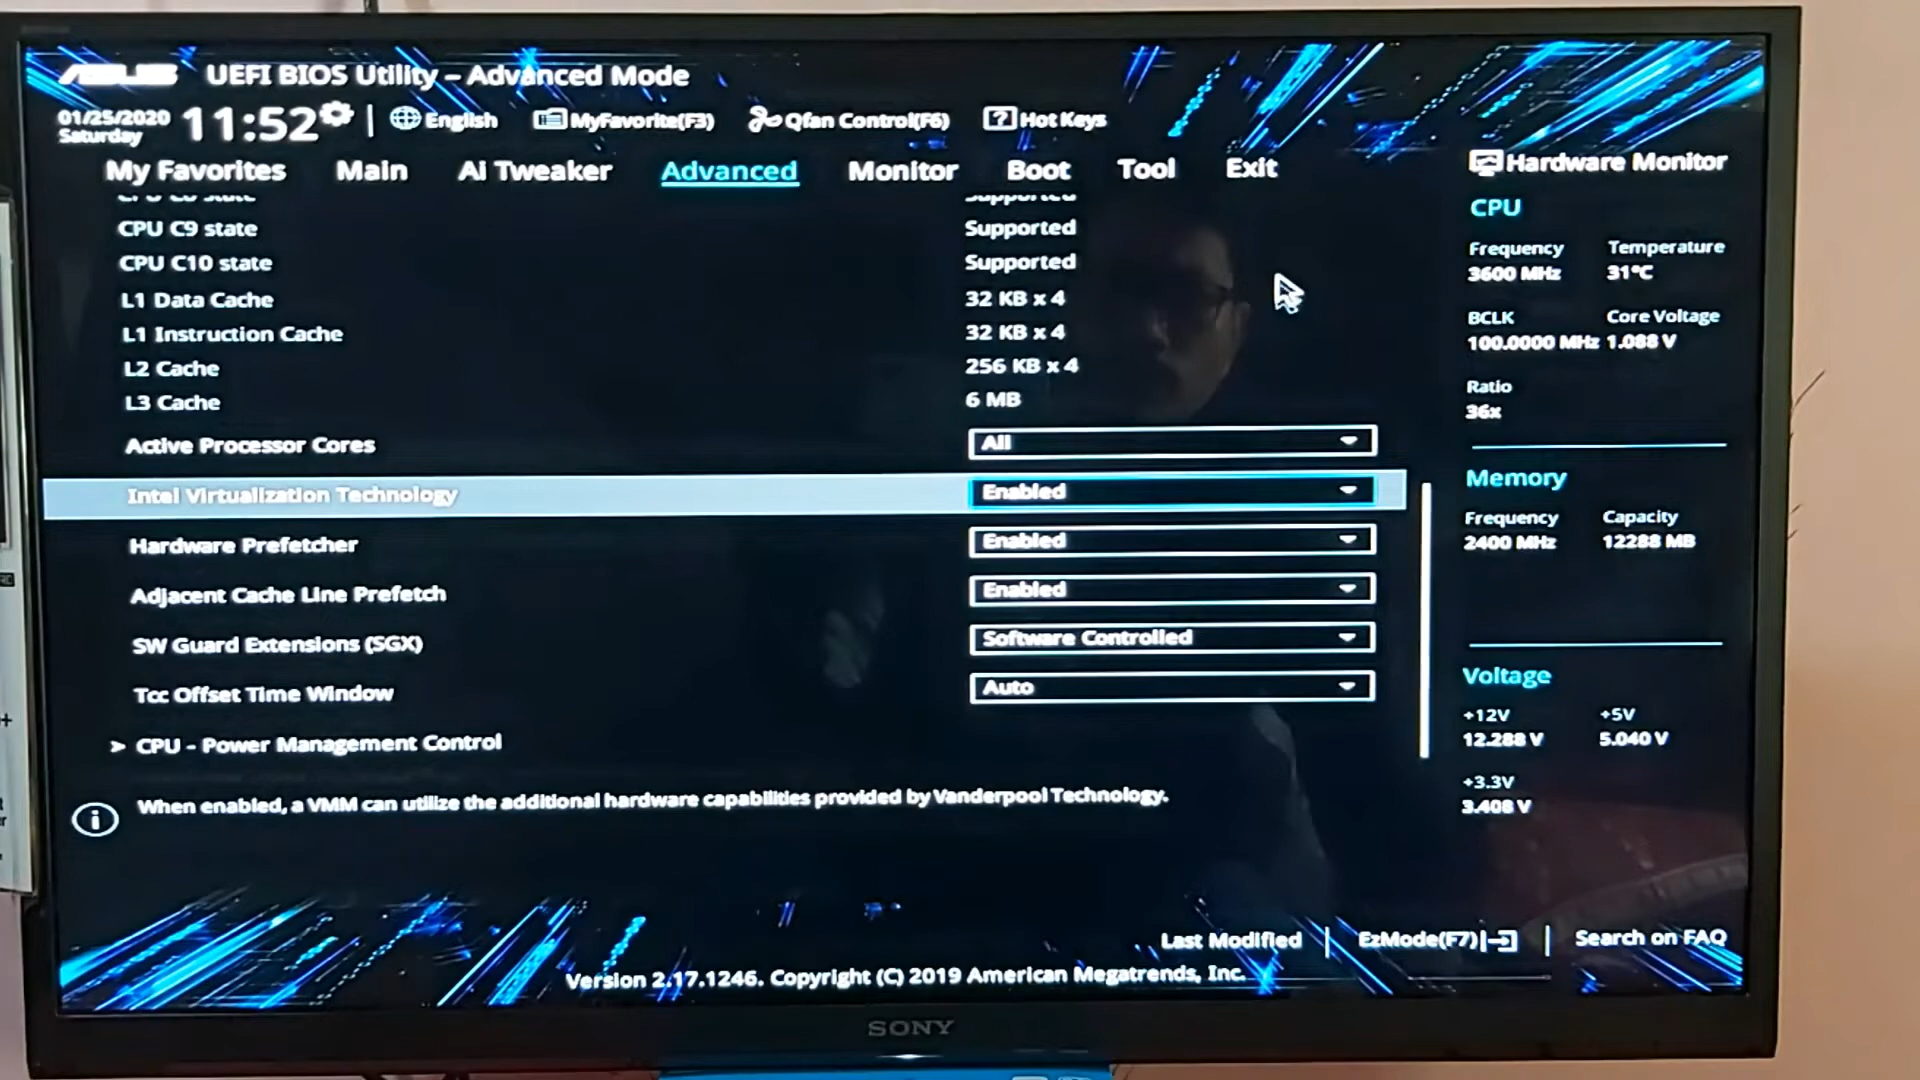 ASUS UEFI BIOS Utility – Advanced Mode
01/25/2020
Saturday
11:52
English
MyFavorite(F3)
Qfan Control(F6)
? Hot Keys
My Favorites Main Ai Tweaker Advanced Monitor Boot Tool Exit
Supported
CPU C9 state Supported
CPU C10 state Supported
L1 Data Cache 32 KB x 4
L1 Instruction Cache 32 KB x 4
L2 Cache 256 KB x 4
L3 Cache 6 MB
Active Processor Cores All
Intel Virtualization Technology Enabled
Hardware Prefetcher Enabled
Adjacent Cache Line Prefetch Enabled
SW Guard Extensions (SGX) Software Controlled
Tcc Offset Time Window Auto
> CPU - Power Management Control
i When enabled, a VMM can utilize the additional hardware capabilities provided by Vanderpool Technology.
Hardware Monitor
CPU
Frequency Temperature
3600 MHz 31°C
BCLK Core Voltage
100.0000 MHz 1.088 V
Ratio
36x
Memory
Frequency Capacity
2400 MHz 12288 MB
Voltage
+12V +5V
12.288 V 5.040 V
+3.3V
3.408 V
Last Modified
EzMode(F7)
Search on FAQ
Version 2.17.1246. Copyright (C) 2019 American Megatrends, Inc.
SONY